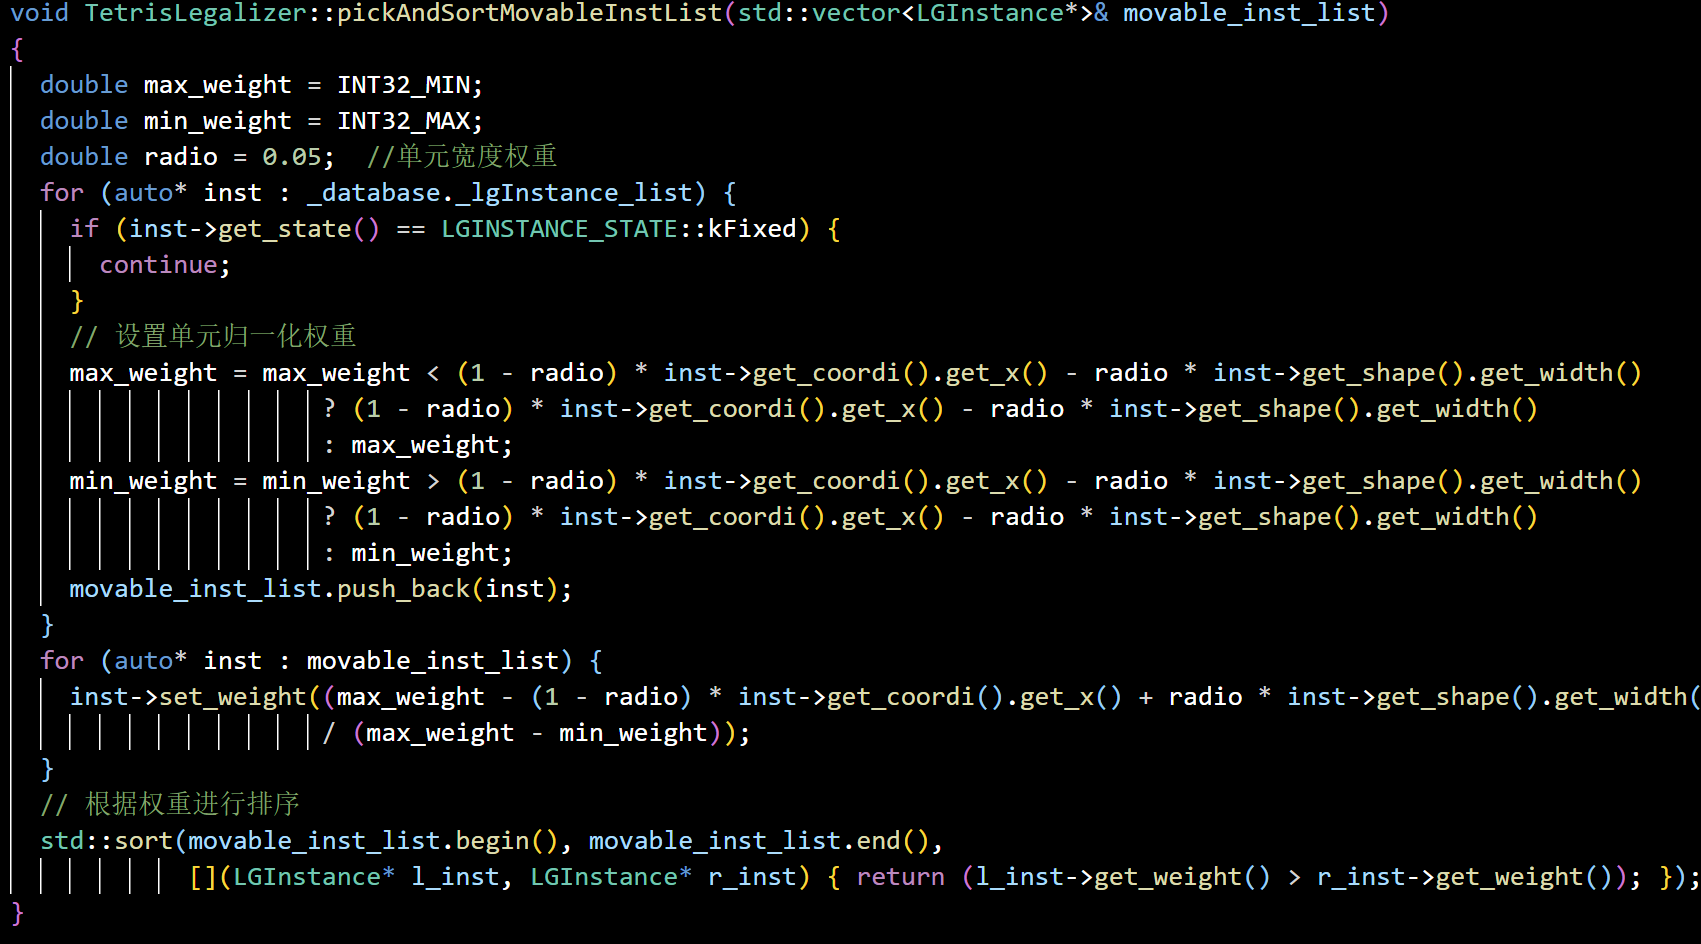 void TetrisLegalizer::pickAndSortMovableInstList(std::vector<LGInstance*>& movable_inst_list)
{
  double max_weight = INT32_MIN;
  double min_weight = INT32_MAX;
  double radio = 0.05;  //单元宽度权重
  for (auto* inst : _database._lgInstance_list) {
    if (inst->get_state() == LGINSTANCE_STATE::kFixed) {
      continue;
    }
    // 设置单元归一化权重
    max_weight = max_weight < (1 - radio) * inst->get_coordi().get_x() - radio * inst->get_shape().get_width()
                     ? (1 - radio) * inst->get_coordi().get_x() - radio * inst->get_shape().get_width()
                     : max_weight;
    min_weight = min_weight > (1 - radio) * inst->get_coordi().get_x() - radio * inst->get_shape().get_width()
                     ? (1 - radio) * inst->get_coordi().get_x() - radio * inst->get_shape().get_width()
                     : min_weight;
    movable_inst_list.push_back(inst);
  }
  for (auto* inst : movable_inst_list) {
    inst->set_weight((max_weight - (1 - radio) * inst->get_coordi().get_x() + radio * inst->get_shape().get_width(
                     / (max_weight - min_weight));
  }
  // 根据权重进行排序
  std::sort(movable_inst_list.begin(), movable_inst_list.end(),
            [](LGInstance* l_inst, LGInstance* r_inst) { return (l_inst->get_weight() > r_inst->get_weight()); });
}